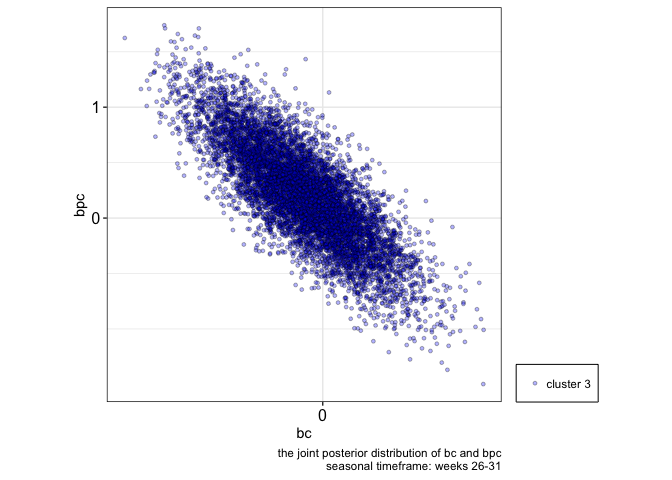 1
bpc
0
cluster 3
0
bc
the joint posterior distribution of bc and bpc
seasonal timeframe: weeks 26-31